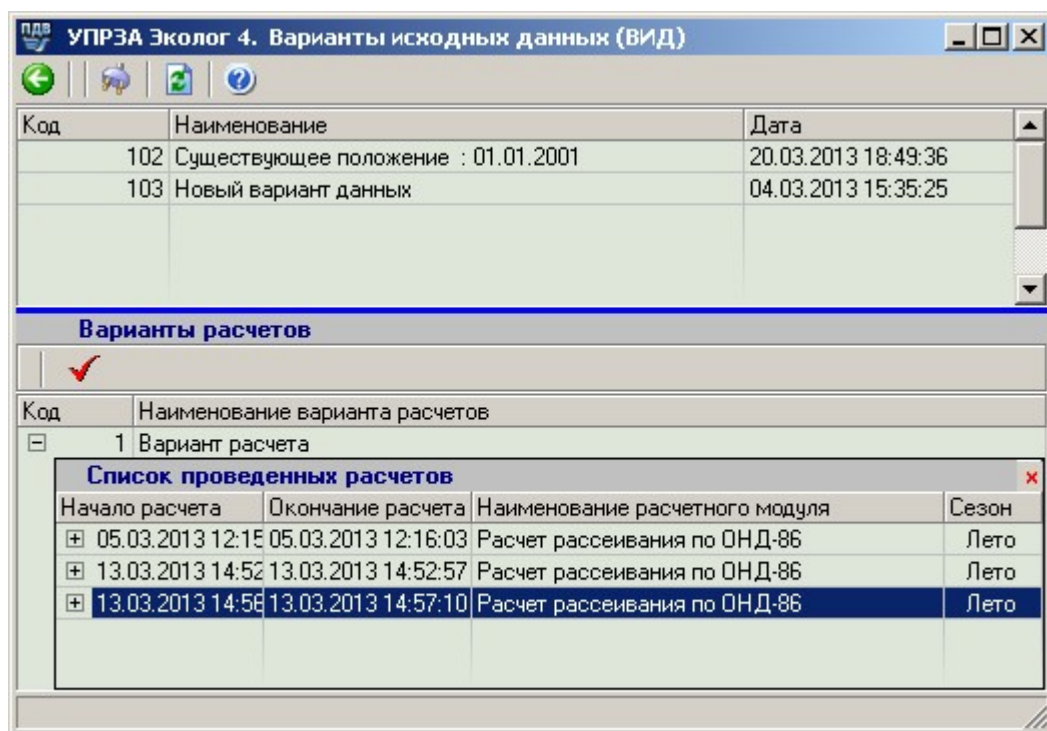 ПДВ
УПРЗА Эколог 4. Варианты исходных данных (ВИД)
Код Наименование Дата
102 Существующее положение : 01.01.2001 20.03.2013 18:49:36
103 Новый вариант данных 04.03.2013 15:35:25
Варианты расчетов
Код Наименование варианта расчетов
1 Вариант расчета
Список проведенных расчетов
Начало расчета Окончание расчета Наименование расчетного модуля Сезон
05.03.2013 12:15 05.03.2013 12:16:03 Расчет рассеивания по ОНД-86 Лето
13.03.2013 14:52 13.03.2013 14:52:57 Расчет рассеивания по ОНД-86 Лето
13.03.2013 14:56 13.03.2013 14:57:10 Расчет рассеивания по ОНД-86 Лето